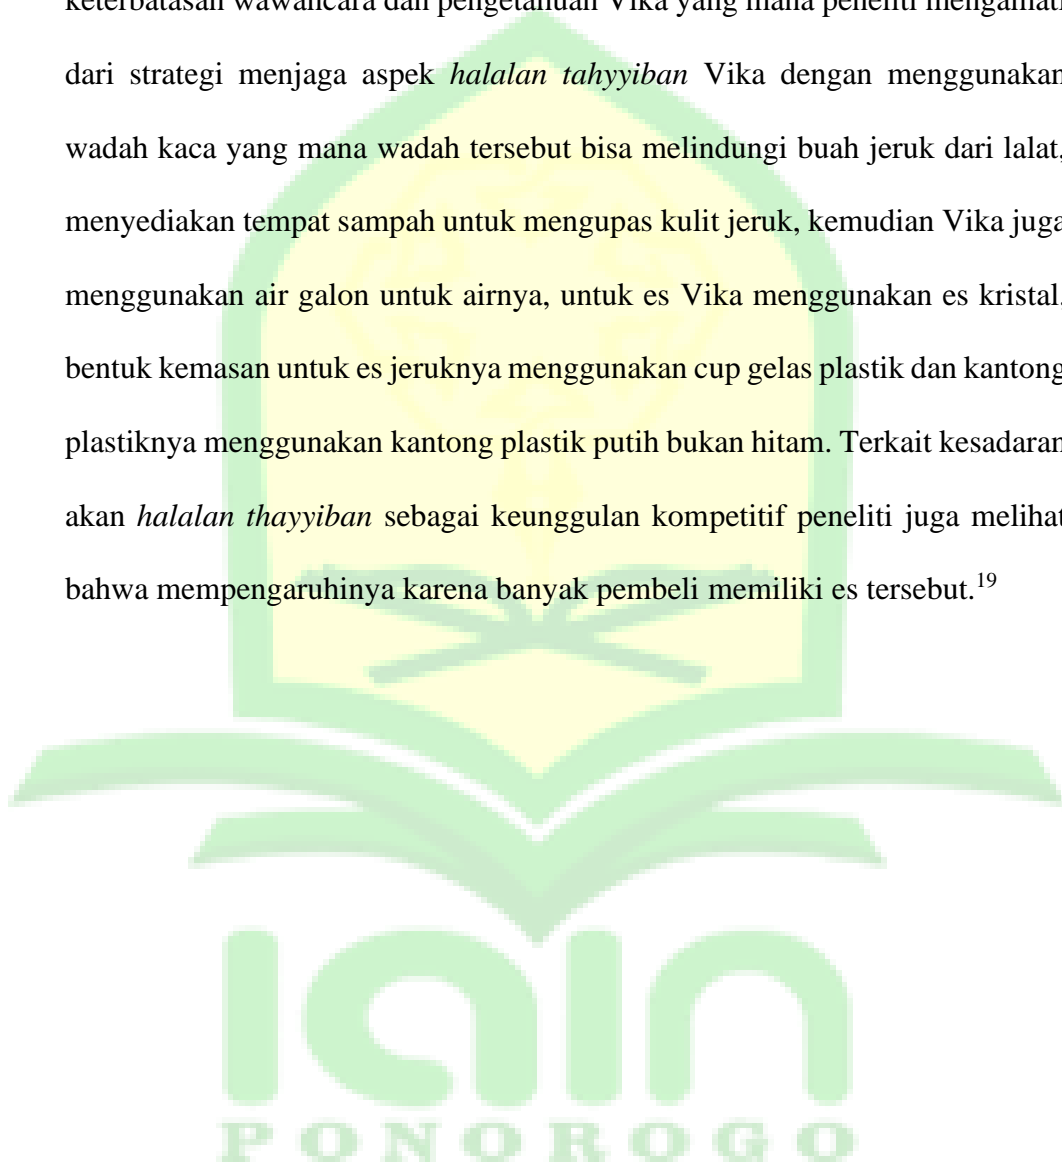 keterbatasan wawancara dan pengetahuan Vika yang mana peneliti mengamati
dari strategi menjaga aspek halalan tahyyiban Vika dengan menggunakan
wadah kaca yang mana wadah tersebut bisa melindungi buah jeruk dari lalat,
menyediakan tempat sampah untuk mengupas kulit jeruk, kemudian Vika juga
menggunakan air galon untuk airnya, untuk es Vika menggunakan es kristal,
bentuk kemasan untuk es jeruknya menggunakan cup gelas plastik dan kantong
plastiknya menggunakan kantong plastik putih bukan hitam. Terkait kesadaran
akan halalan thayyiban sebagai keunggulan kompetitif peneliti juga melihat
bahwa mempengaruhinya karena banyak pembeli memiliki es tersebut.19
iain
PONOROGO